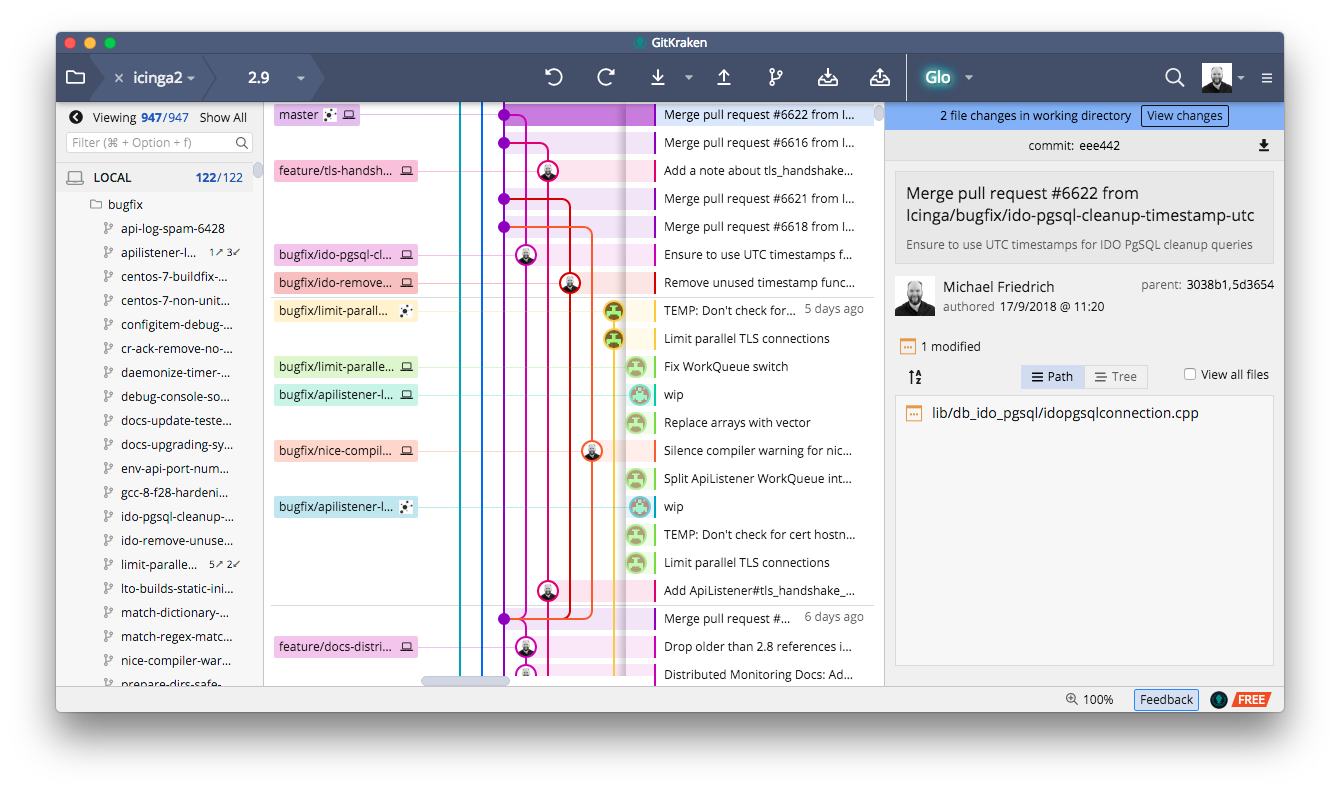 GitKraken
icinga2
2.9
Glo
Viewing 947/947 Show All
Filter (⌘ + Option + f)
LOCAL 122/122
bugfix
api-log-spam-6428
apilistener-l... 1↗ 3↙
centos-7-buildfix-...
centos-7-non-unit...
configitem-debug-...
cr-ack-remove-no-...
daemonize-timer-...
debug-console-so...
docs-update-teste...
docs-upgrading-sy...
env-api-port-num...
gcc-8-f28-hardeni...
ido-pgsql-cleanup-...
ido-remove-unuse...
limit-paralle... 5↗ 2↙
lto-builds-static-ini...
match-dictionary-...
match-regex-matc...
nice-compiler-war...
prepare-dirs-safe-...
master Merge pull request #6622 from I...
Merge pull request #6616 from I...
feature/tls-handsh... Add a note about tls_handshake...
Merge pull request #6621 from I...
Merge pull request #6618 from I...
bugfix/ido-pgsql-cl... Ensure to use UTC timestamps f...
bugfix/ido-remove... Remove unused timestamp func...
bugfix/limit-parall... TEMP: Don't check for... 5 days ago
Limit parallel TLS connections
bugfix/limit-paralle... Fix WorkQueue switch
bugfix/apilistener-l... wip
Replace arrays with vector
bugfix/nice-compil... Silence compiler warning for nic...
Split ApiListener WorkQueue int...
bugfix/apilistener-l... wip
TEMP: Don't check for cert hostn...
Limit parallel TLS connections
Add ApiListener#tls_handshake_...
Merge pull request #... 6 days ago
feature/docs-distri... Drop older than 2.8 references i...
Distributed Monitoring Docs: Ad...
2 file changes in working directory View changes
commit: eee442
Merge pull request #6622 from
Icinga/bugfix/ido-pgsql-cleanup-timestamp-utc
Ensure to use UTC timestamps for IDO PgSQL cleanup queries
Michael Friedrich parent: 3038b1,5d3654
authored 17/9/2018 @ 11:20
1 modified
Path Tree View all files
lib/db_ido_pgsql/idopgsqlconnection.cpp
100% Feedback FREE